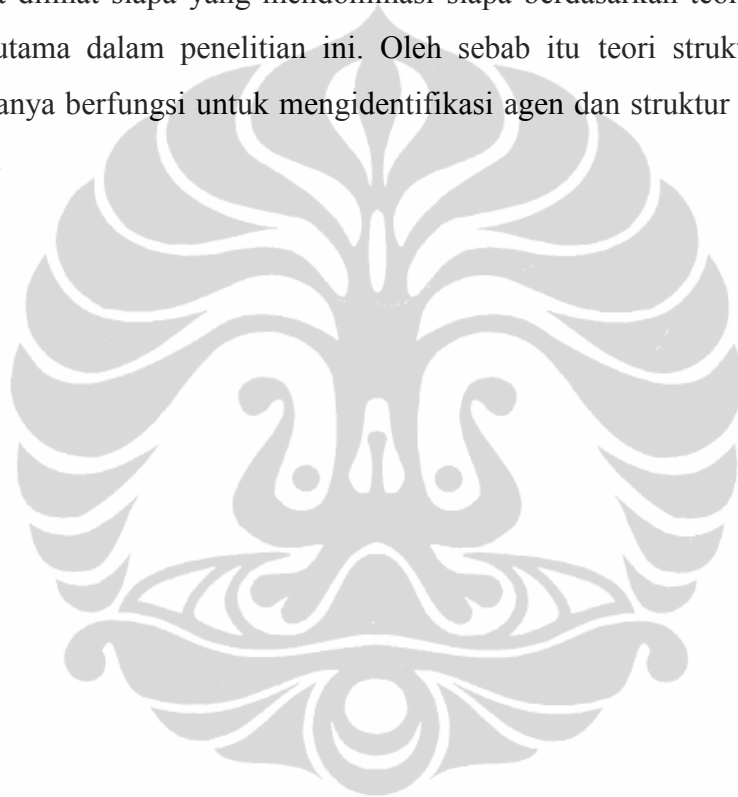 dilihat siapa yang mendominasi siapa berdasarkan teori
utama dalam penelitian ini. Oleh sebab itu teori
anya berfungsi untuk mengidentifikasi agen dan struktur